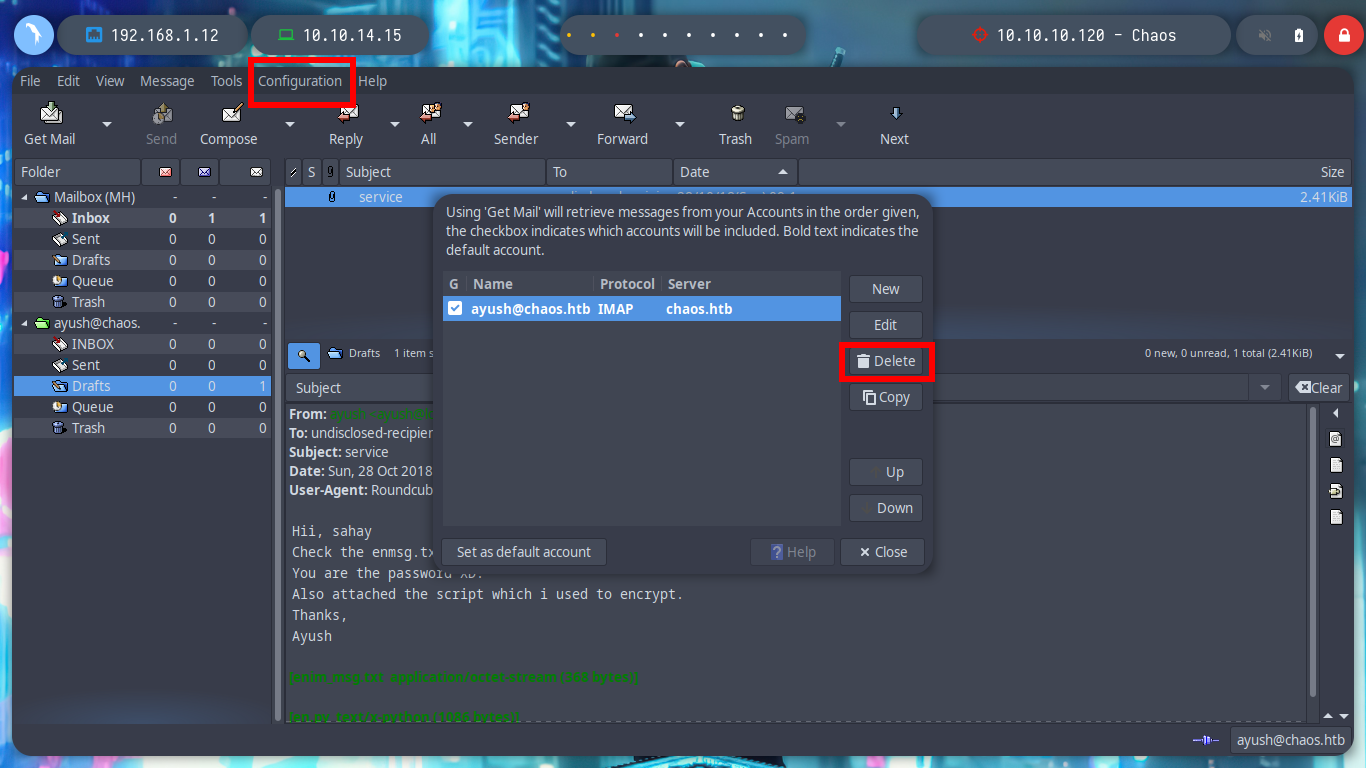 192.168.1.12
10.10.14.15
10.10.10.120 - Chaos
File Edit View Message Tools Configuration Help
Get Mail Send Compose Reply All Sender Forward Trash Spam Next
Folder
S Subject To Date Size
Mailbox (MH) - - -
Inbox 0 1 1
Sent 0 0 0
Drafts 0 0 0
Queue 0 0 0
Trash 0 0 0
ayush@chaos. - - -
INBOX 0 0 0
Sent 0 0 0
Drafts 0 0 1
Queue 0 0 0
Trash 0 0 0
service 2.41KiB
Using 'Get Mail' will retrieve messages from your Accounts in the order given,
the checkbox indicates which accounts will be included. Bold text indicates the
default account.
G Name Protocol Server
ayush@chaos.htb IMAP chaos.htb
New
Edit
Delete
Copy
Up
Down
Set as default account
? Help
Close
Drafts 1 item s
0 new, 0 unread, 1 total (2.41KiB)
Subject
Clear
From: ayush
To: undisclosed-recipien
Subject: service
Date: Sun, 28 Oct 2018
User-Agent: Roundcub
Hii, sahay
Check the enmsg.tx
You are the password XD.
Also attached the script which i used to encrypt.
Thanks,
Ayush
[enim_msg.txt application/octet-stream (348 bytes)]
[en.py text/x-python (1086 bytes)]
ayush@chaos.htb